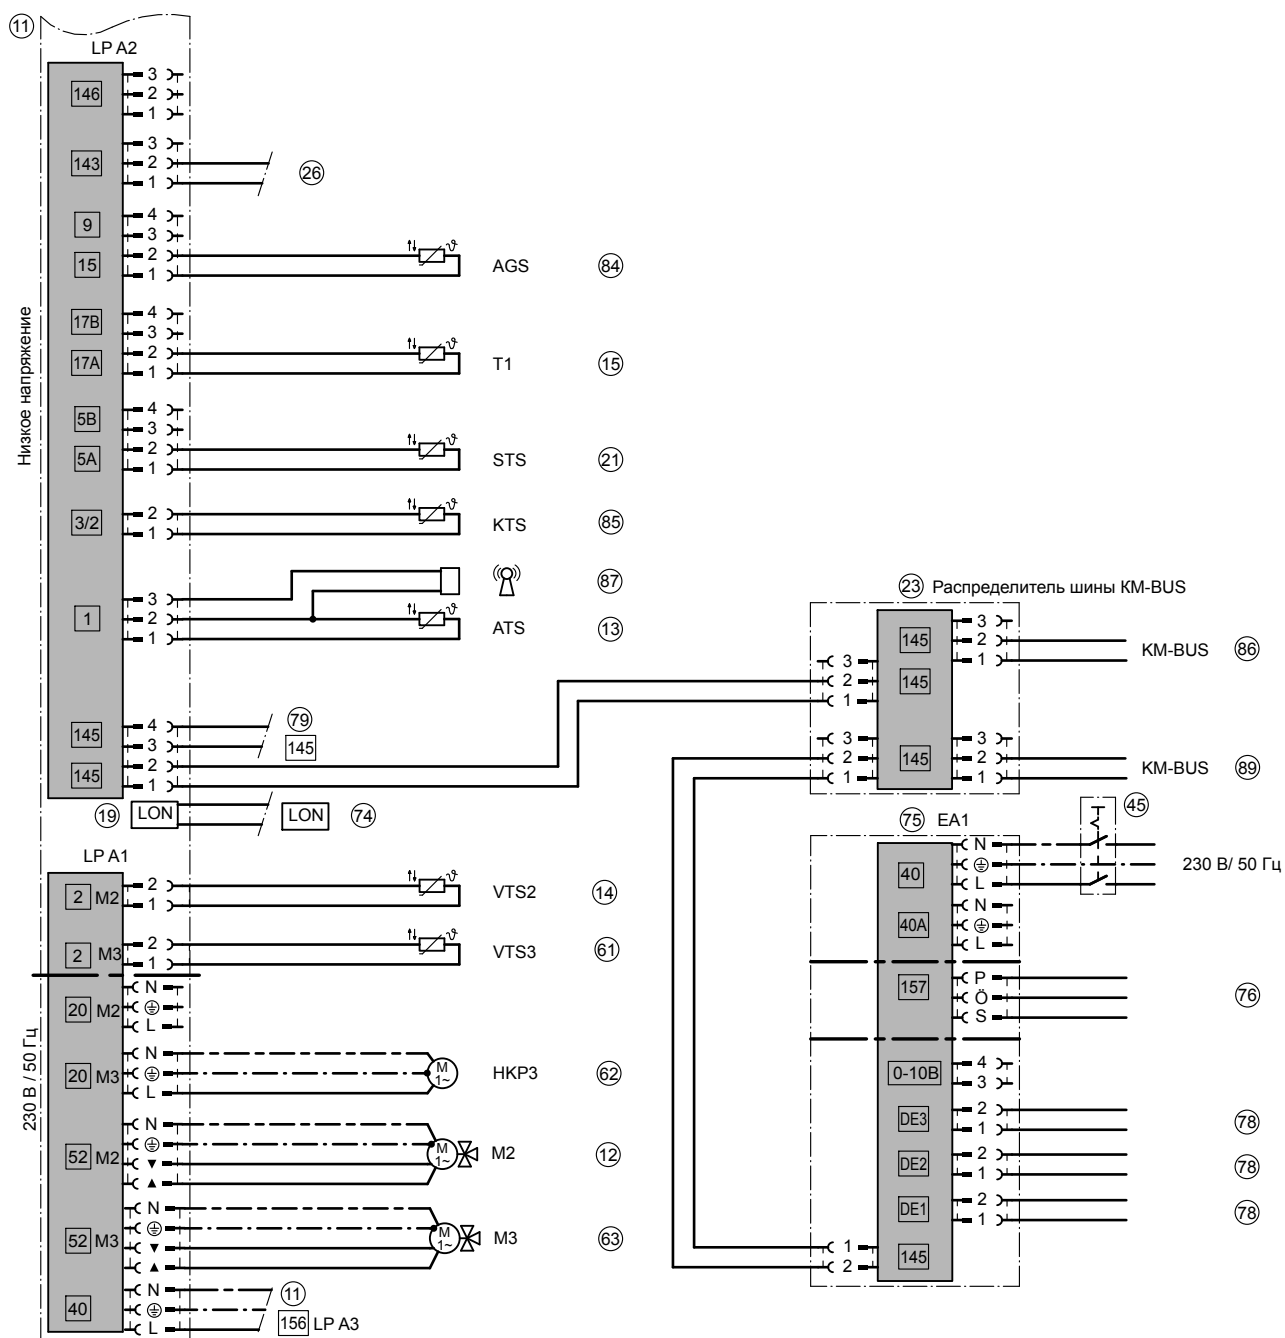 11
LP A2
146
3
2
1
143
3
2
1
26
9
4
3
15
2
1
AGS
84
17B
4
3
17A
2
1
T1
15
5B
4
3
5A
2
1
STS
21
3/2
2
1
KTS
85
87
1
3
2
1
ATS
13
Низкое напряжение
145
4
3
79
145
145
2
1
19
LON
LON
74
23 Распределитель шины KM-BUS
145
3
2
1
KM-BUS
86
3
2
1
145
3
2
1
145
3
2
1
KM-BUS
89
LP A1
2 M2
2
1
VTS2
14
2 M3
2
1
VTS3
61
230 В / 50 Гц
20 M2
N
L
20 M3
N
L
M
1~
HKP3
62
52 M2
N
▼
▲
M
1~
M2
12
52 M3
N
▼
▲
M
1~
M3
63
40
N
L
11
156 LP A3
75 EA1
45
40
N
L
230 В/ 50 Гц
40A
N
L
157
P
Ö
S
76
0-10В
4
3
DE3
2
1
78
DE2
2
1
78
DE1
2
1
78
1
2
145